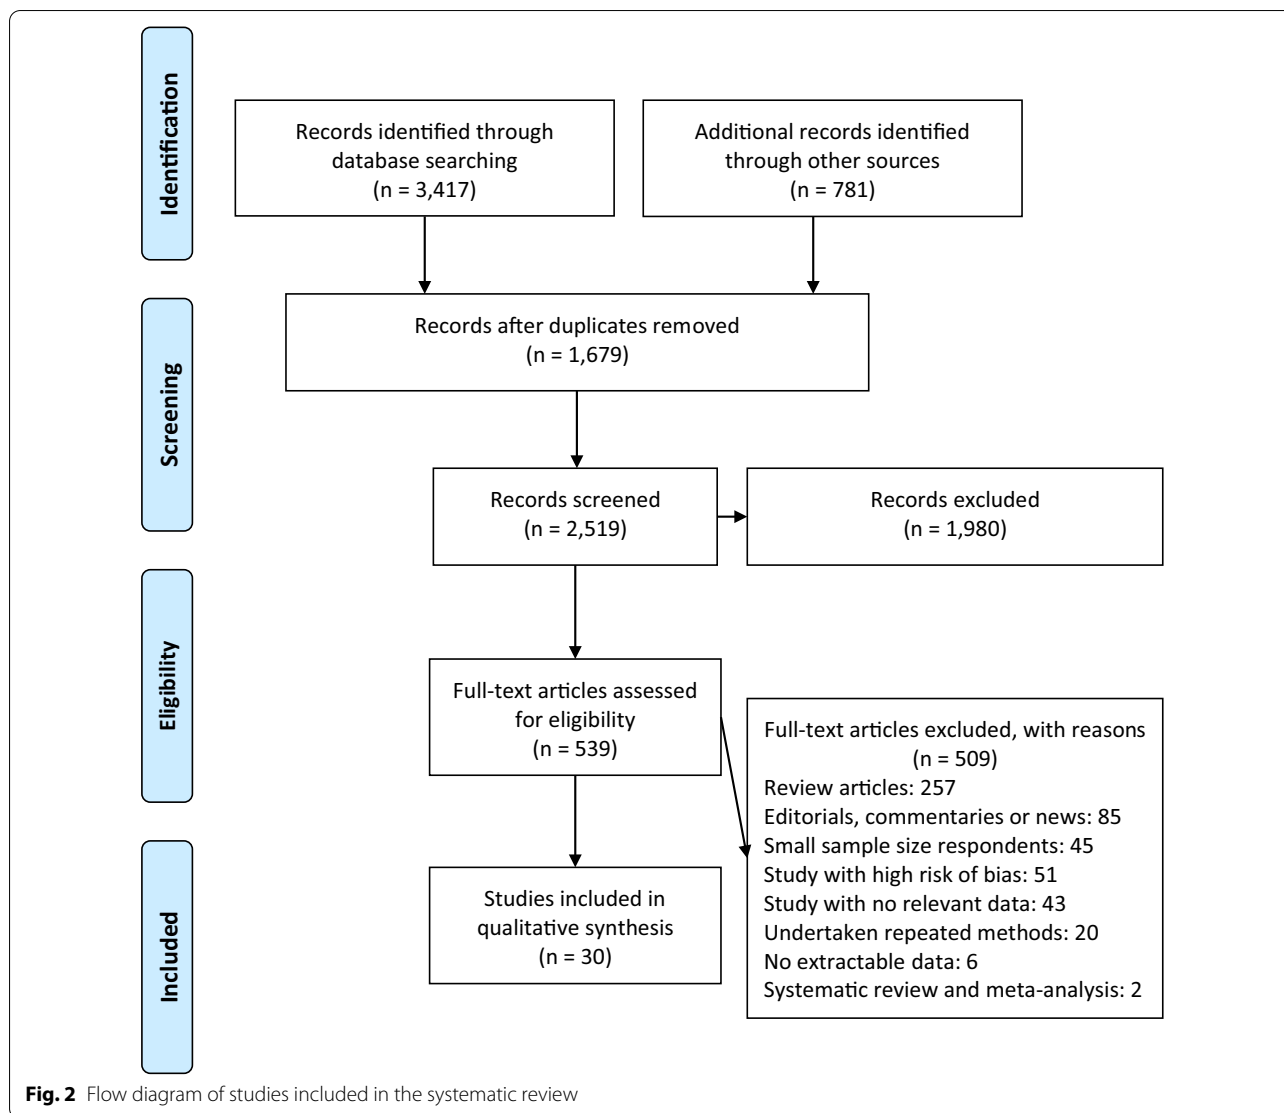 Identification
Records identified through
database searching
(n = 3,417)
Additional records identified
through other sources
(n = 781)
Screening
Records after duplicates removed
(n = 1,679)
Records screened
(n = 2,519)
Records excluded
(n = 1,980)
Eligibility
Full-text articles assessed
for eligibility
(n = 539)
Full-text articles excluded, with reasons
(n = 509)
Review articles: 257
Editorials, commentaries or news: 85
Small sample size respondents: 45
Study with high risk of bias: 51
Study with no relevant data: 43
Undertaken repeated methods: 20
No extractable data: 6
Systematic review and meta-analysis: 2
Included
Studies included in
qualitative synthesis
(n = 30)
Fig. 2 Flow diagram of studies included in the systematic review